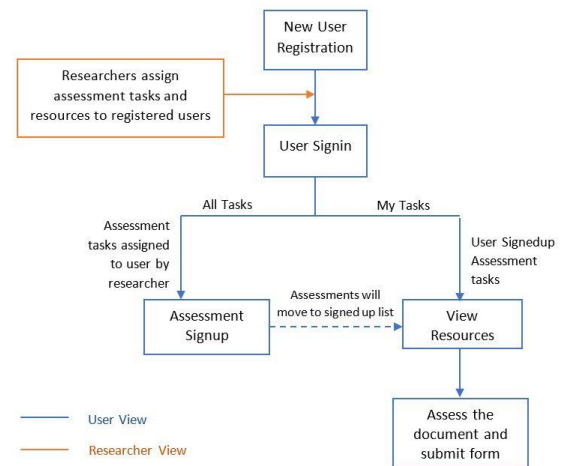 New User
Registration
Researchers assign
assessment tasks and
resources to registered users
User Signin
All Tasks
My Tasks
Assessment
tasks assigned
to user by
researcher
User Signedup
Assessment
tasks
Assessment
Signup
Assessments will
move to signed up list
View
Resources
Assess the
document and
submit form
User View
Researcher View